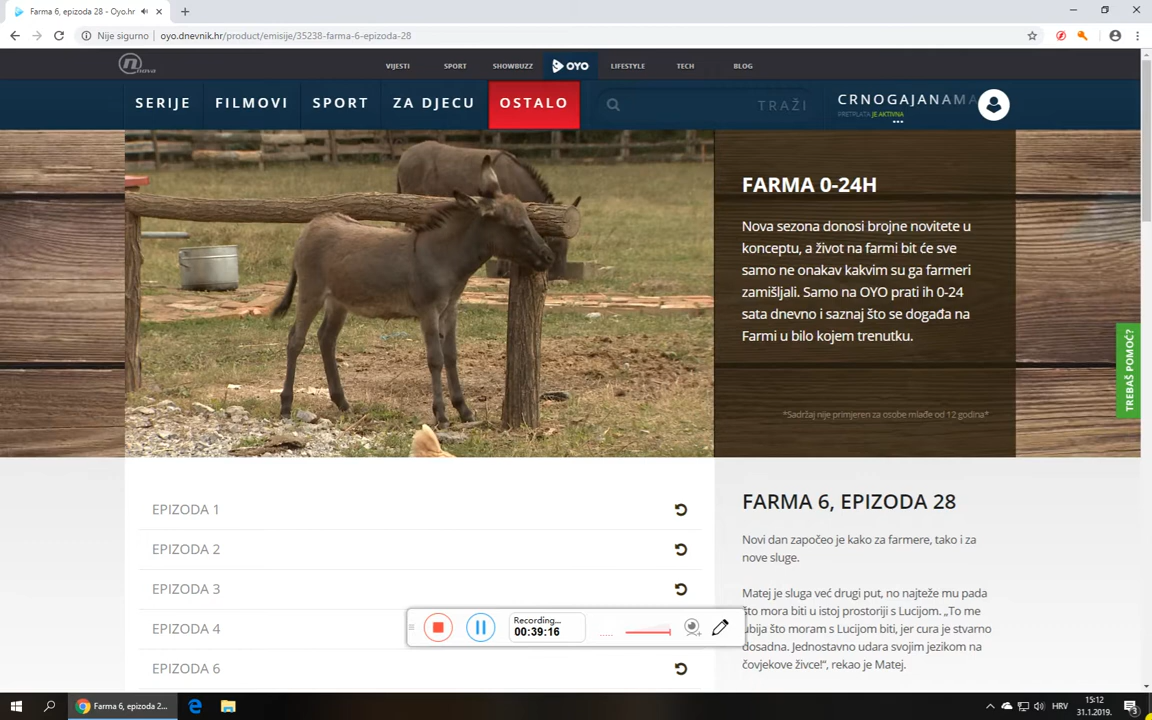 Farma 6, epizoda 28 - Oyo.hr
Nije sigurno
oyo.dnevnik.hr/product/emisije/35238-farma-6-epizoda-28
nova
VIJESTI
SPORT
SHOWBUZZ
OYO
LIFESTYLE
TECH
BLOG
SERIJE
FILMOVI
SPORT
ZA DJECU
OSTALO
TRAŽI
CRNOGAJANAMA
PRETPLATA JE AKTIVNA
FARMA 0-24H
Nova sezona donosi brojne novitete u
konceptu, a život na farmi bit će sve
samo ne onakav kakvim su ga farmeri
zamišljali. Samo na OYO prati ih 0-24
sata dnevno i saznaj što se događa na
Farmi u bilo kojem trenutku.
*Sadržaj nije primjeren za osobe mlađe od 12 godina*
TREBAŠ POMOĆ?
EPIZODA 1
EPIZODA 2
EPIZODA 3
EPIZODA 4
EPIZODA 6
FARMA 6, EPIZODA 28
Novi dan započeo je kako za farmere, tako i za
nove sluge.
Matej je sluga već drugi put, no najteže mu pada
što mora biti u istoj prostoriji s Lucijom. „To me
ubija što moram s Lucijom biti, jer cura je stvarno
dosadna. Jednostavno udara svojim jezikom na
čovjekove živce!", rekao je Matej.
Recording...
00:39:16
Farma 6, epizoda 2...
HRV
15:12
31.1.2019.
3